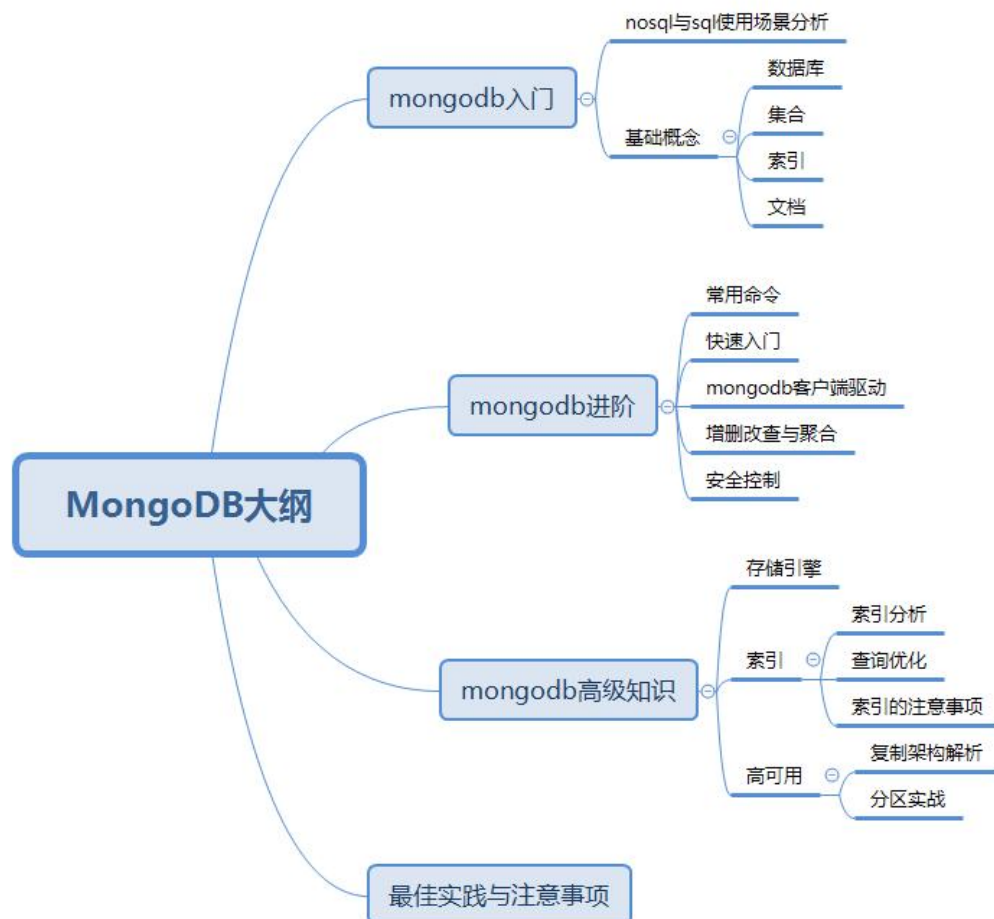 MongoDB大纲
mongodb入门
nosql与sql使用场景分析
基础概念
数据库
集合
索引
文档
mongodb进阶
常用命令
快速入门
mongodb客户端驱动
增删改查与聚合
安全控制
mongodb高级知识
存储引擎
索引
索引分析
查询优化
索引的注意事项
高可用
复制架构解析
分区实战
最佳实践与注意事项